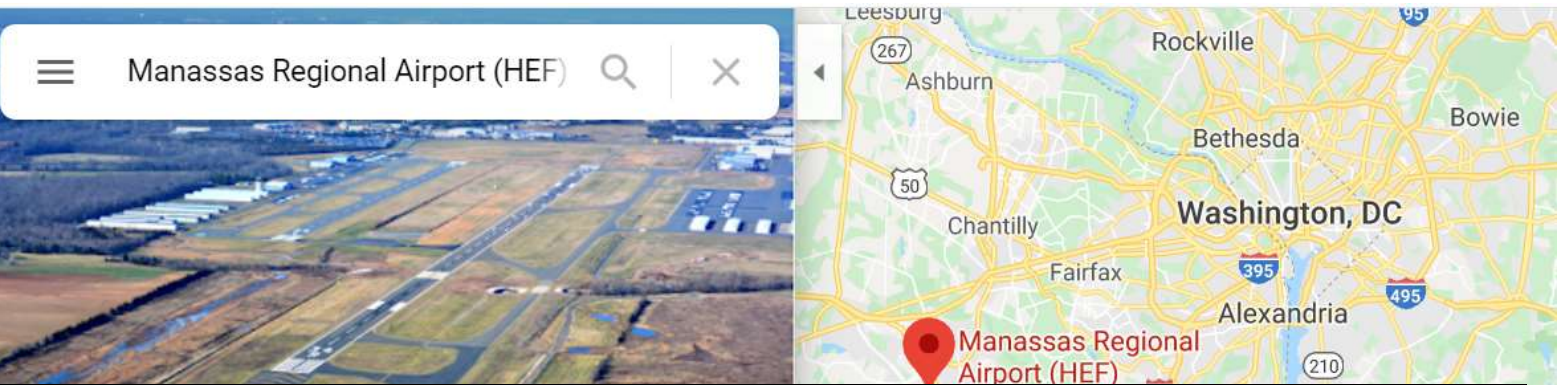 Manassas Regional Airport (HEF)
Leesburg
95
267
Rockville
Ashburn
Bowie
Bethesda
50
Washington, DC
Chantilly
395
Fairfax
495
Alexandria
Manassas Regional
Airport (HEF)
210